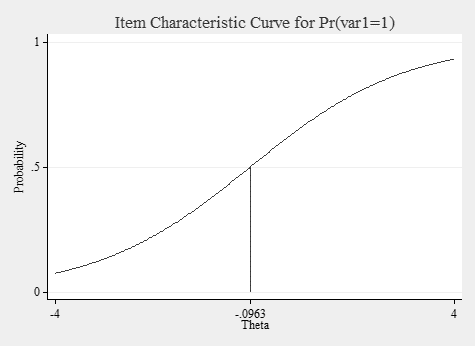 Item Characteristic Curve for Pr(var1=1)
1
.5
0
Probability
-4
-.0963
4
Theta